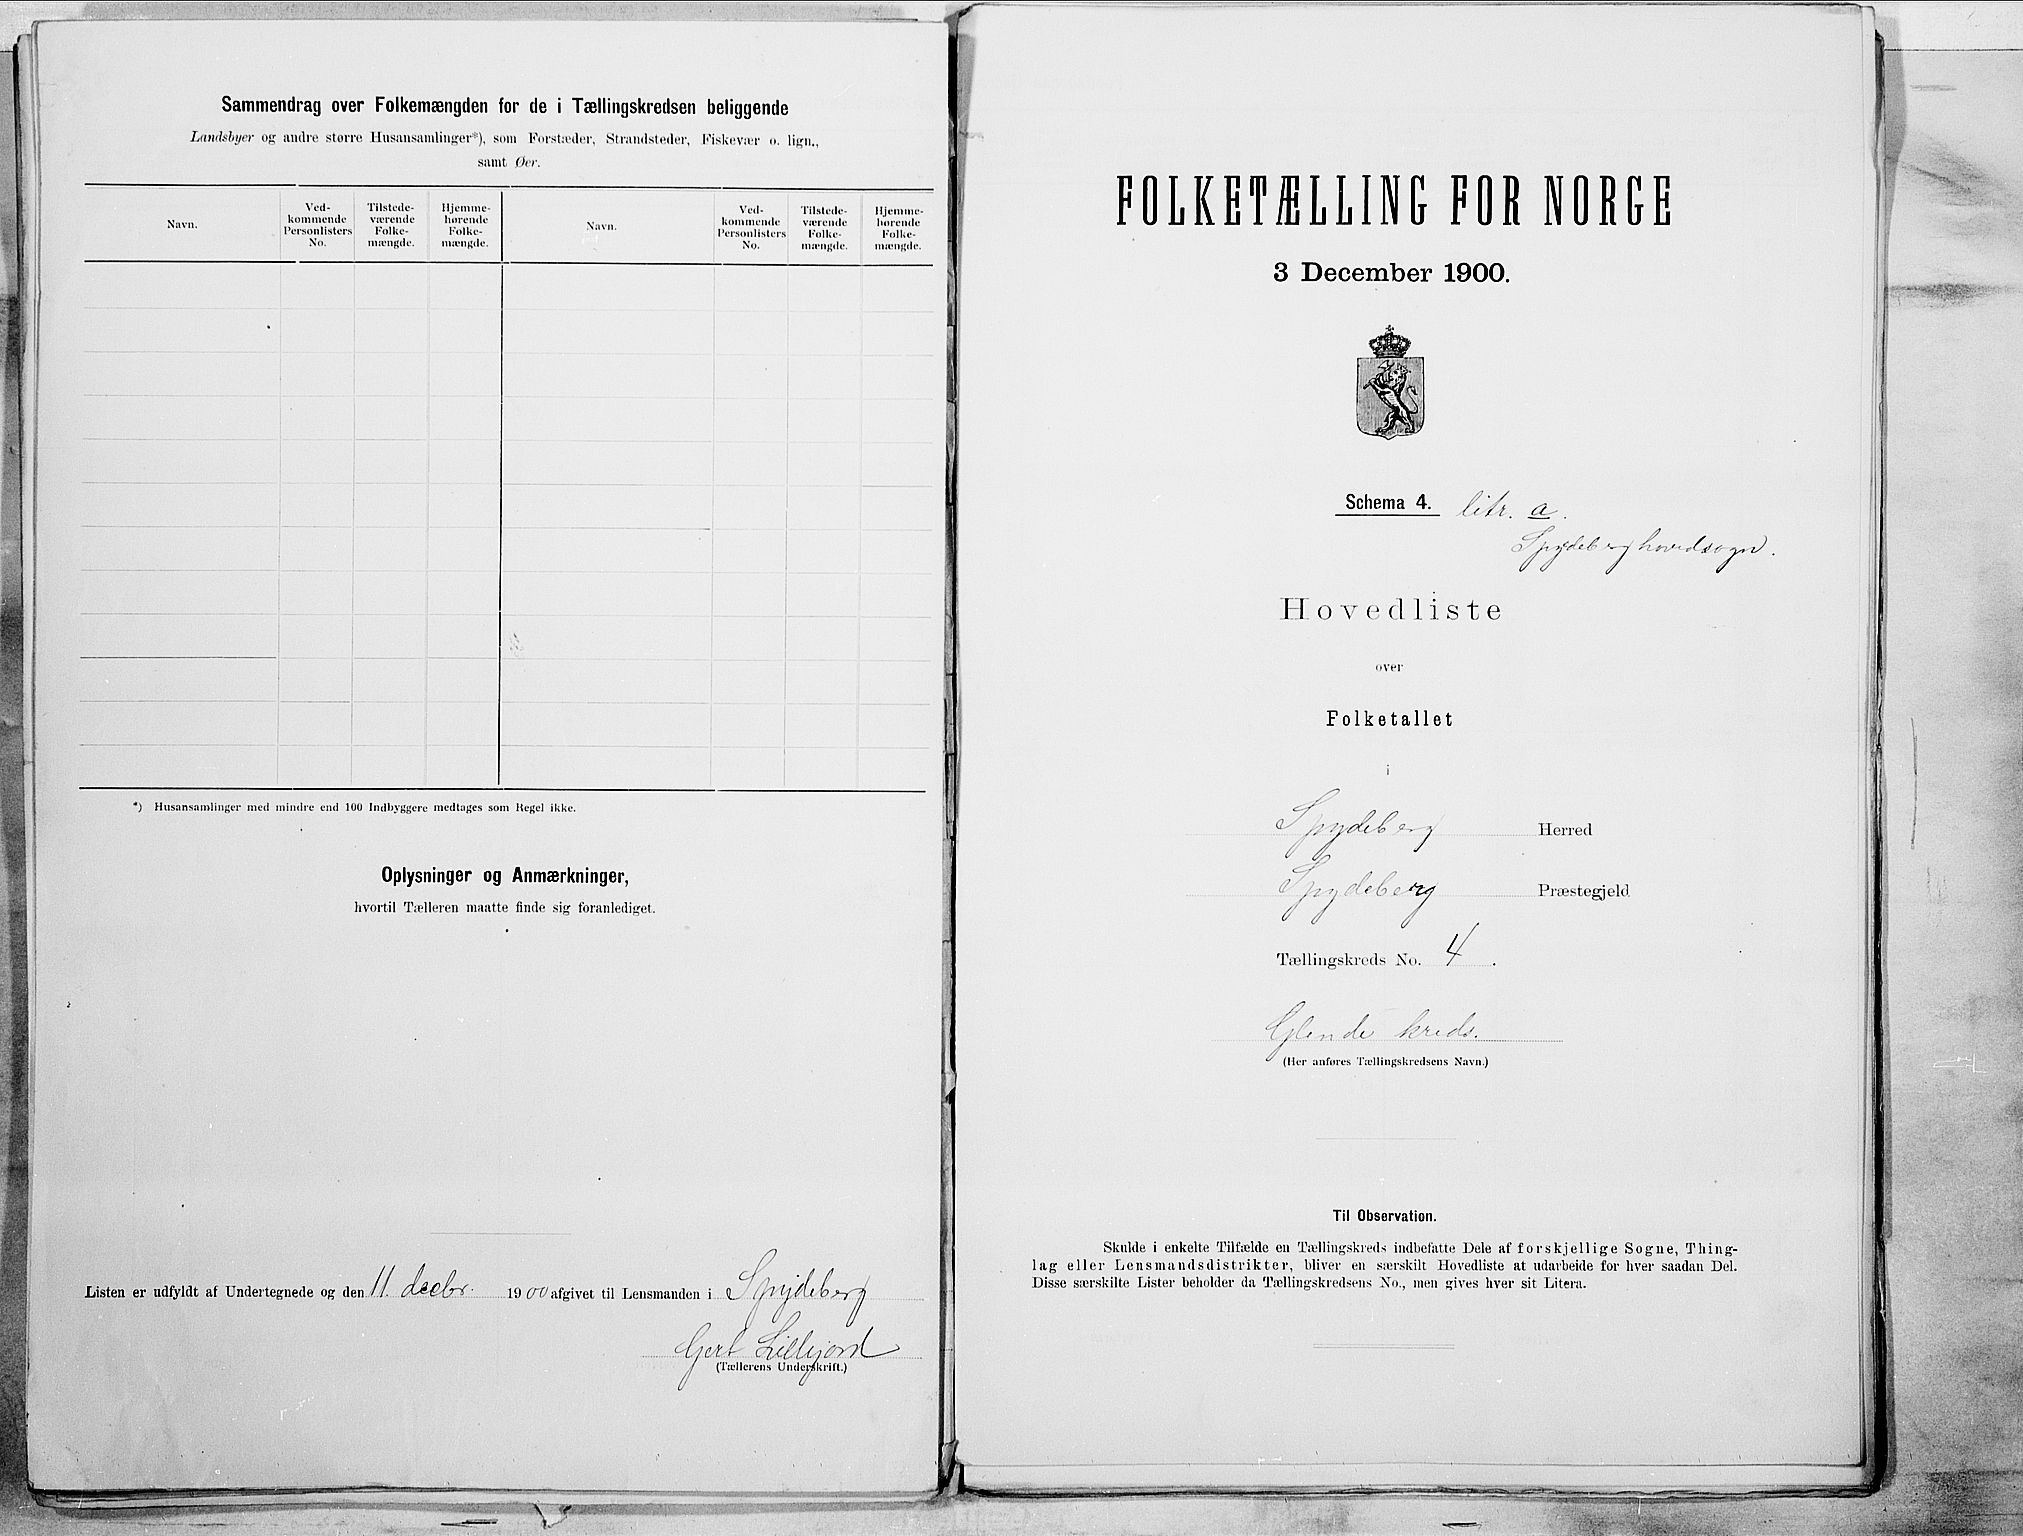 Sammendrag over Folkemængden for de i Tællingskredsen beliggende
Landsbyer og andre større Husansamlinger*), som Forstæder, Strandsteder, Fiskevær o. lign.,
samt Øer.
Navn.
Ved-
kommende
Personlisters
No.
Tilstede-
værende
Folke-
mængde.
Hjemme-
hørende
Folke-
mængde.
Navn.
Ved-
kommende
Personlisters
No.
Tilstede-
værende
Folke-
mængde.
Hjemme-
hørende
Folke-
mængde.
*) Husansamlinger med mindre end 100 Indbyggere medtages som Regel ikke.
Oplysninger og Anmærkninger,
hvortil Tælleren maatte finde sig foranlediget.
Listen er udfyldt af Undertegnede og den 11. decbr. 1900 afgivet til Lensmanden i Spydeberg
Gert Lillejord
(Tællerens Underskrift.)
FOLKETÆLLING FOR NORGE
3 December 1900.
Schema 4. litr. a.
Spydeberg hovedsogn.
Hovedliste
over
Folketallet
i
Spydeberg Herred
Spydeberg Præstegjeld
Tællingskreds No. 4.
Glende kreds.
(Her anføres Tællingskredsens Navn.)
Til Observation.
Skulde i enkelte Tilfælde en Tællingskreds indbefatte Dele af forskjellige Sogne, Thing-
lag eller Lensmandsdistrikter, bliver en særskilt Hovedliste at udarbeide for hver saadan Del.
Disse særskilte Lister beholder da Tællingskredsens No., men gives hver sit Litera.